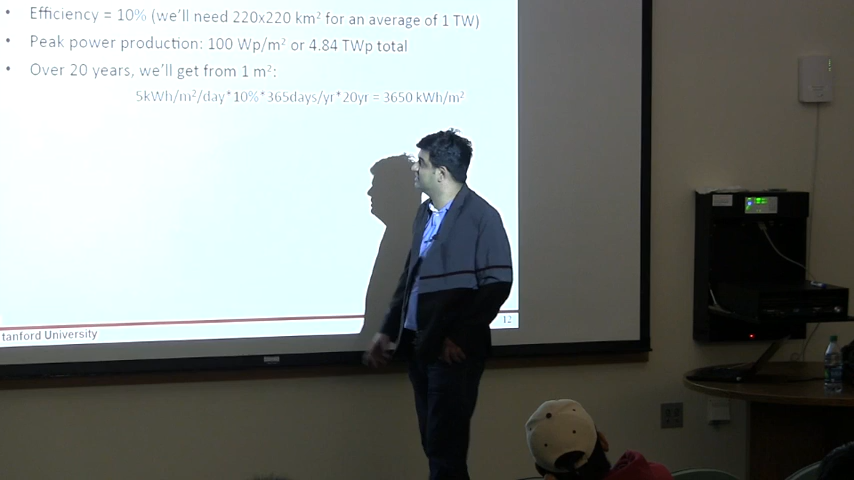 • Efficiency = 10% (we'll need 220x220 km² for an average of 1 TW)
• Peak power production: 100 Wp/m² or 4.84 TWp total
• Over 20 years, we'll get from 1 m²:
5kWh/m²/day*10%*365days/yr*20yr = 3650 kWh/m²
tanford University
12